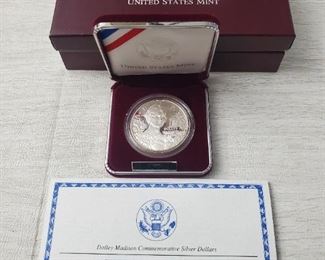 UNITED STATES MINT
UNITED STATES MINT
Dolley Madison Commemorative Silver Dollars